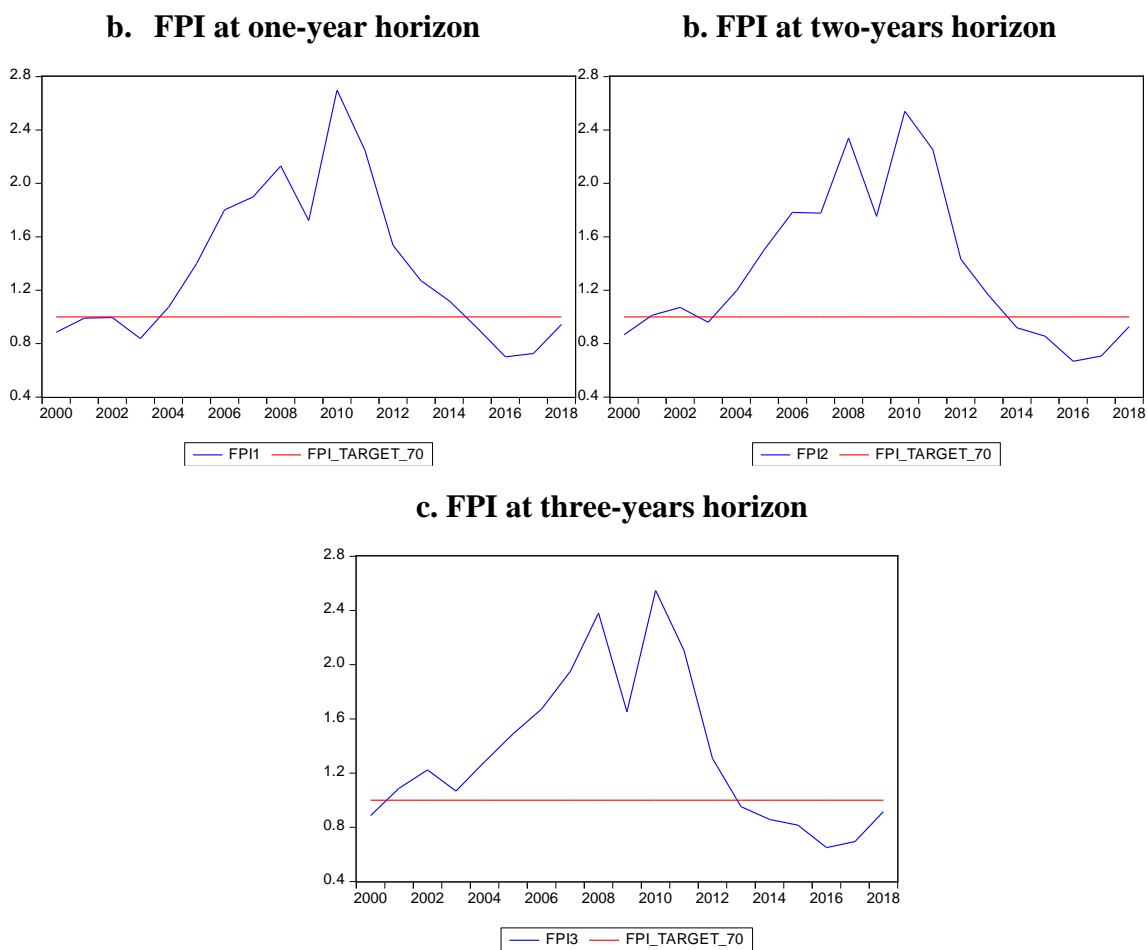 b. FPI at one-year horizon
2.8
2.4
2.0
1.6
1.2
0.8
0.4
2000 2002 2004 2006 2008 2010 2012 2014 2016 2018
FPI1 FPI_TARGET_70
b. FPI at two-years horizon
2.8
2.4
2.0
1.6
1.2
0.8
0.4
2000 2002 2004 2006 2008 2010 2012 2014 2016 2018
FPI2 FPI_TARGET_70
c. FPI at three-years horizon
2.8
2.4
2.0
1.6
1.2
0.8
0.4
2000 2002 2004 2006 2008 2010 2012 2014 2016 2018
FPI3 FPI_TARGET_70